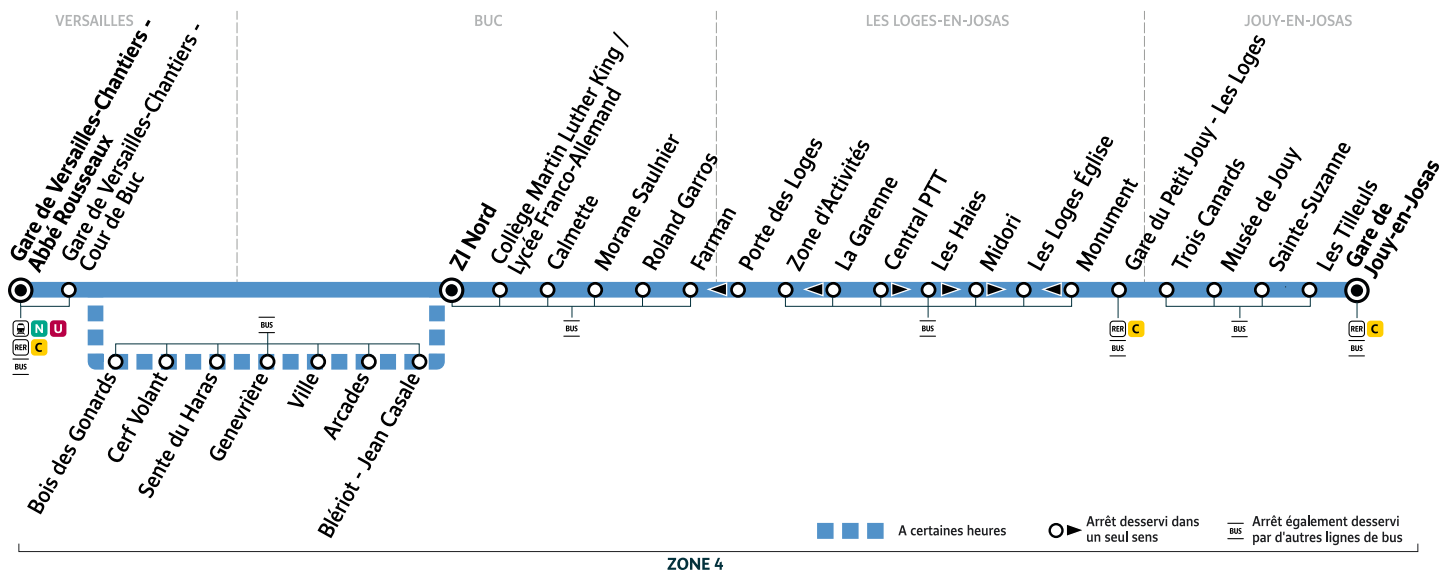 VERSAILLES
BUC
LES LOGES-EN-JOSAS
JOUY-EN-JOSAS
Gare de Versailles-Chantiers -
Abbé Rousseaux
Gare de Versailles-Chantiers -
Cour de Buc
ZI Nord
Collège Martin Luther King /
Lycée Franco-Allemand
Calmette
Morane Saulnier
Roland Garros
Farman
Porte des Loges
Zone d'Activités
La Garenne
Central PTT
Les Haies
Midori
Les Loges Église
Monument
Gare du Petit Jouy - Les Loges
Trois Canards
Musée de Jouy
Sainte-Suzanne
Les Tilleuls
Gare de
Jouy-en-Josas
N U
RER C
BUS
BUS
BUS
BUS
RER C
BUS
BUS
RER C
BUS
Bois des Gonards
Cerf Volant
Sente du Haras
Genevrière
Ville
Arcades
Blériot - Jean Casale
A certaines heures
Arrêt desservi dans
un seul sens
BUS
Arrêt également desservi
par d'autres lignes de bus
ZONE 4